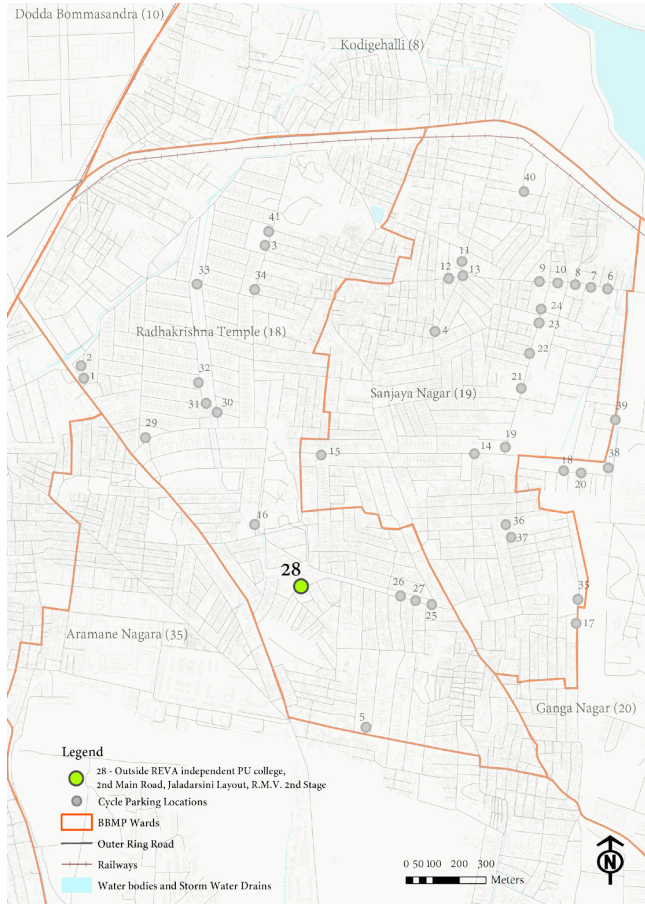 Dodda Bommasandra (10)
Kodigehalli (8)
40
41
3
11
12
13
9
10
8
7
6
33
34
24
23
Radhakrishna Temple (18)
4
22
2
1
32
21
Sanjaya Nagar (19)
31
30
39
29
15
14
19
18
20
38
16
36
37
28
26
27
25
35
17
Aramane Nagara (35)
5
Ganga Nagar (20)
Legend
28 - Outside REVA independent PU college,
2nd Main Road, Jaladarsini Layout, R.M.V. 2nd Stage
Cycle Parking Locations
BBMP Wards
Outer Ring Road
Railways
Water bodies and Storm Water Drains
N
0 50 100 200 300
Meters